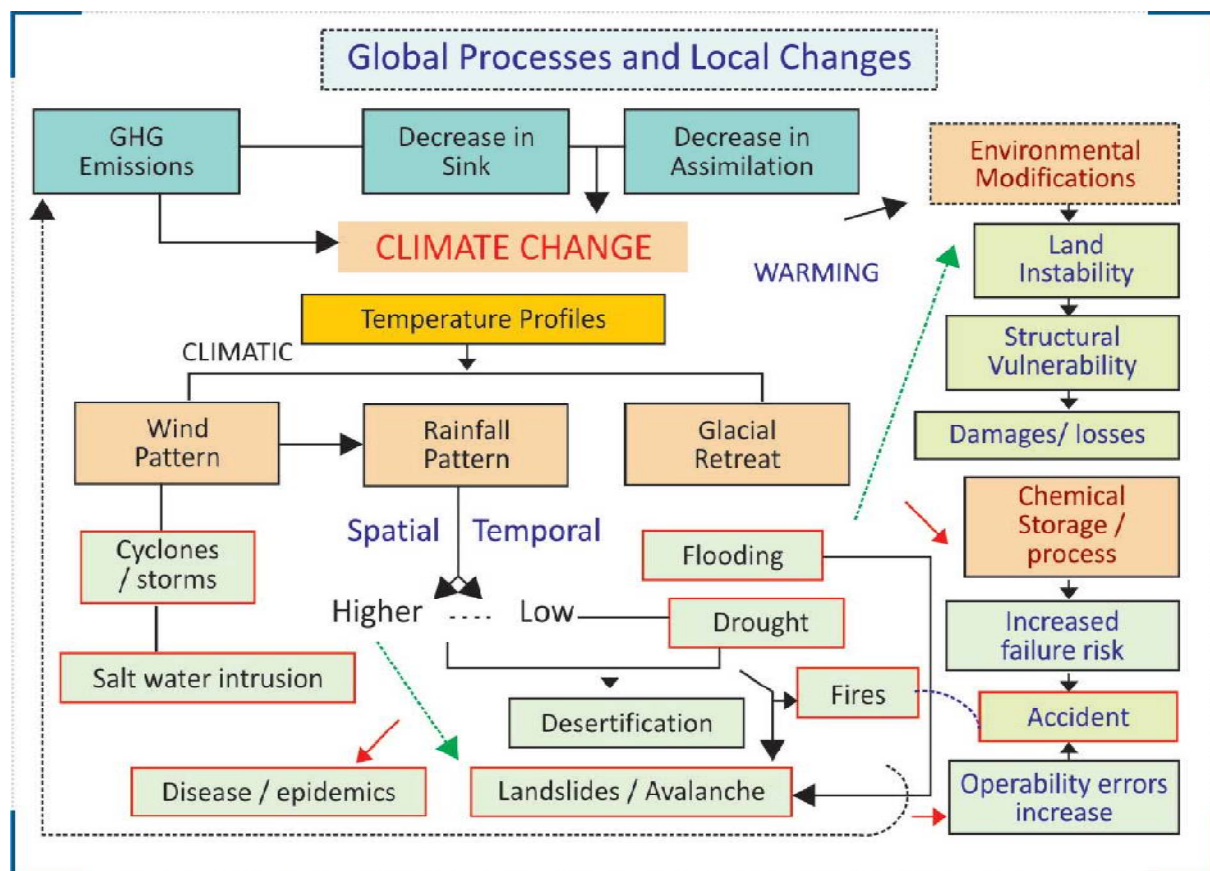 Global Processes and Local Changes
GHG
Emissions
Decrease in
Sink
Decrease in
Assimilation
Environmental
Modifications
CLIMATE CHANGE
WARMING
Land
Instability
Temperature Profiles
Structural
Vulnerability
CLIMATIC
Wind
Pattern
Rainfall
Pattern
Glacial
Retreat
Damages/ losses
Chemical
Storage /
process
Spatial
Temporal
Cyclones
/ storms
Flooding
Higher
Low
Drought
Increased
failure risk
Salt water intrusion
Fires
Desertification
Accident
Disease / epidemics
Landslides / Avalanche
Operability errors
increase